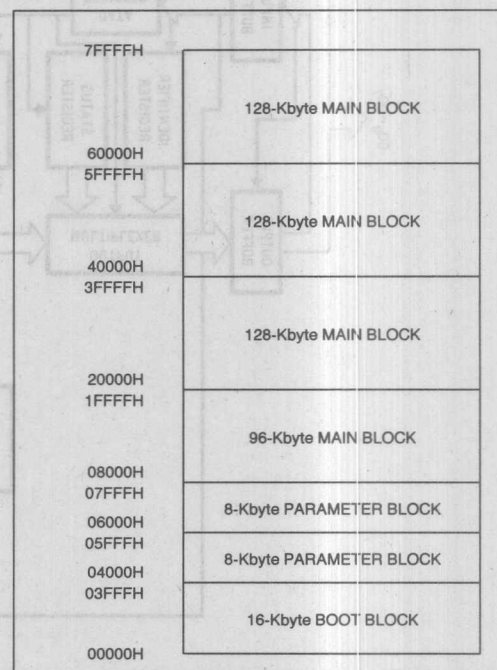 7FFFFH
128-Kbyte MAIN BLOCK
60000H
5FFFFH
128-Kbyte MAIN BLOCK
40000H
3FFFFH
128-Kbyte MAIN BLOCK
20000H
1FFFFH
96-Kbyte MAIN BLOCK
08000H
07FFFH
8-Kbyte PARAMETER BLOCK
06000H
05FFFH
8-Kbyte PARAMETER BLOCK
04000H
03FFFH
16-Kbyte BOOT BLOCK
00000H